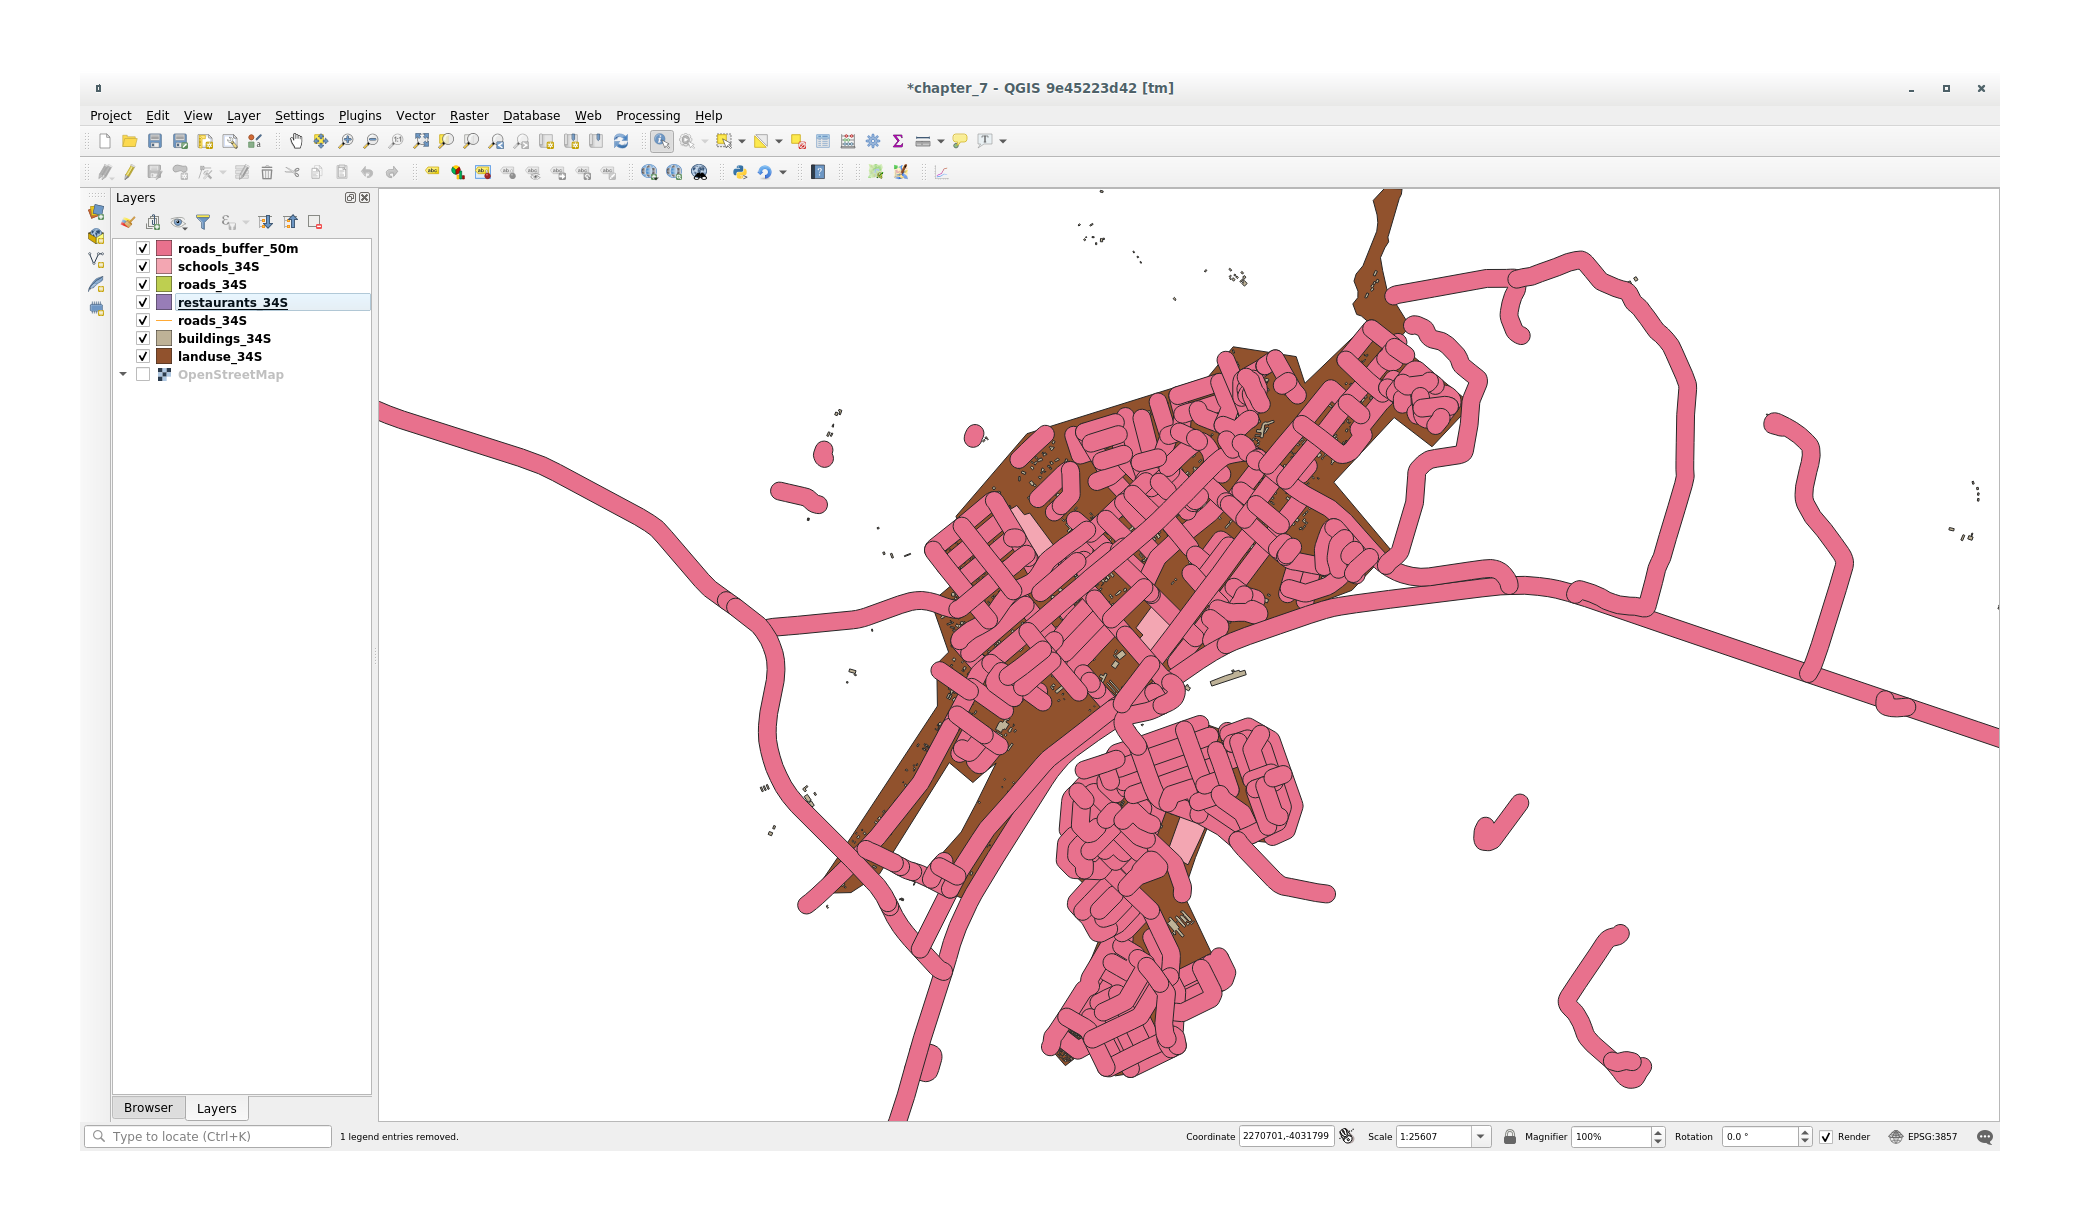 *chapter_7 - QGIS 9e45223d42 [tm]
Project Edit View Layer Settings Plugins Vector Raster Database Web Processing Help
Layers
roads_buffer_50m
schools_34S
roads_34S
restaurants_34S
roads_34S
buildings_34S
landuse_34S
OpenStreetMap
Browser Layers
Type to locate (Ctrl+K) 1 legend entries removed. Coordinate 2270701,-4031799 Scale 1:25607 Magnifier 100% Rotation 0.0 ° Render EPSG:3857